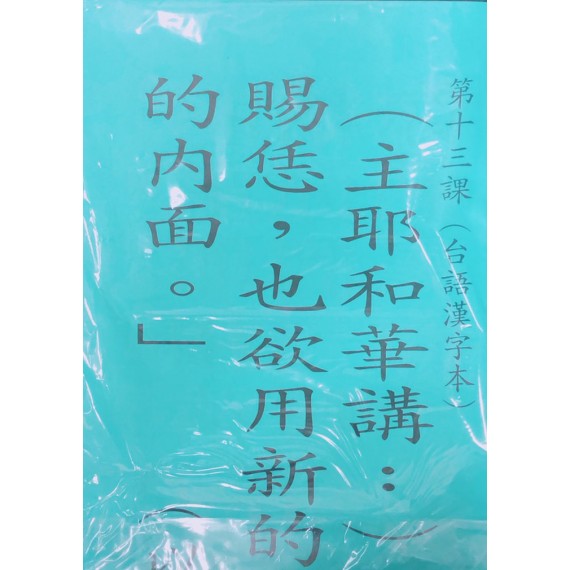 第十三課（台語漢字本）
（主耶和華講：）
賜恁，也欲用新的
的內面。」（